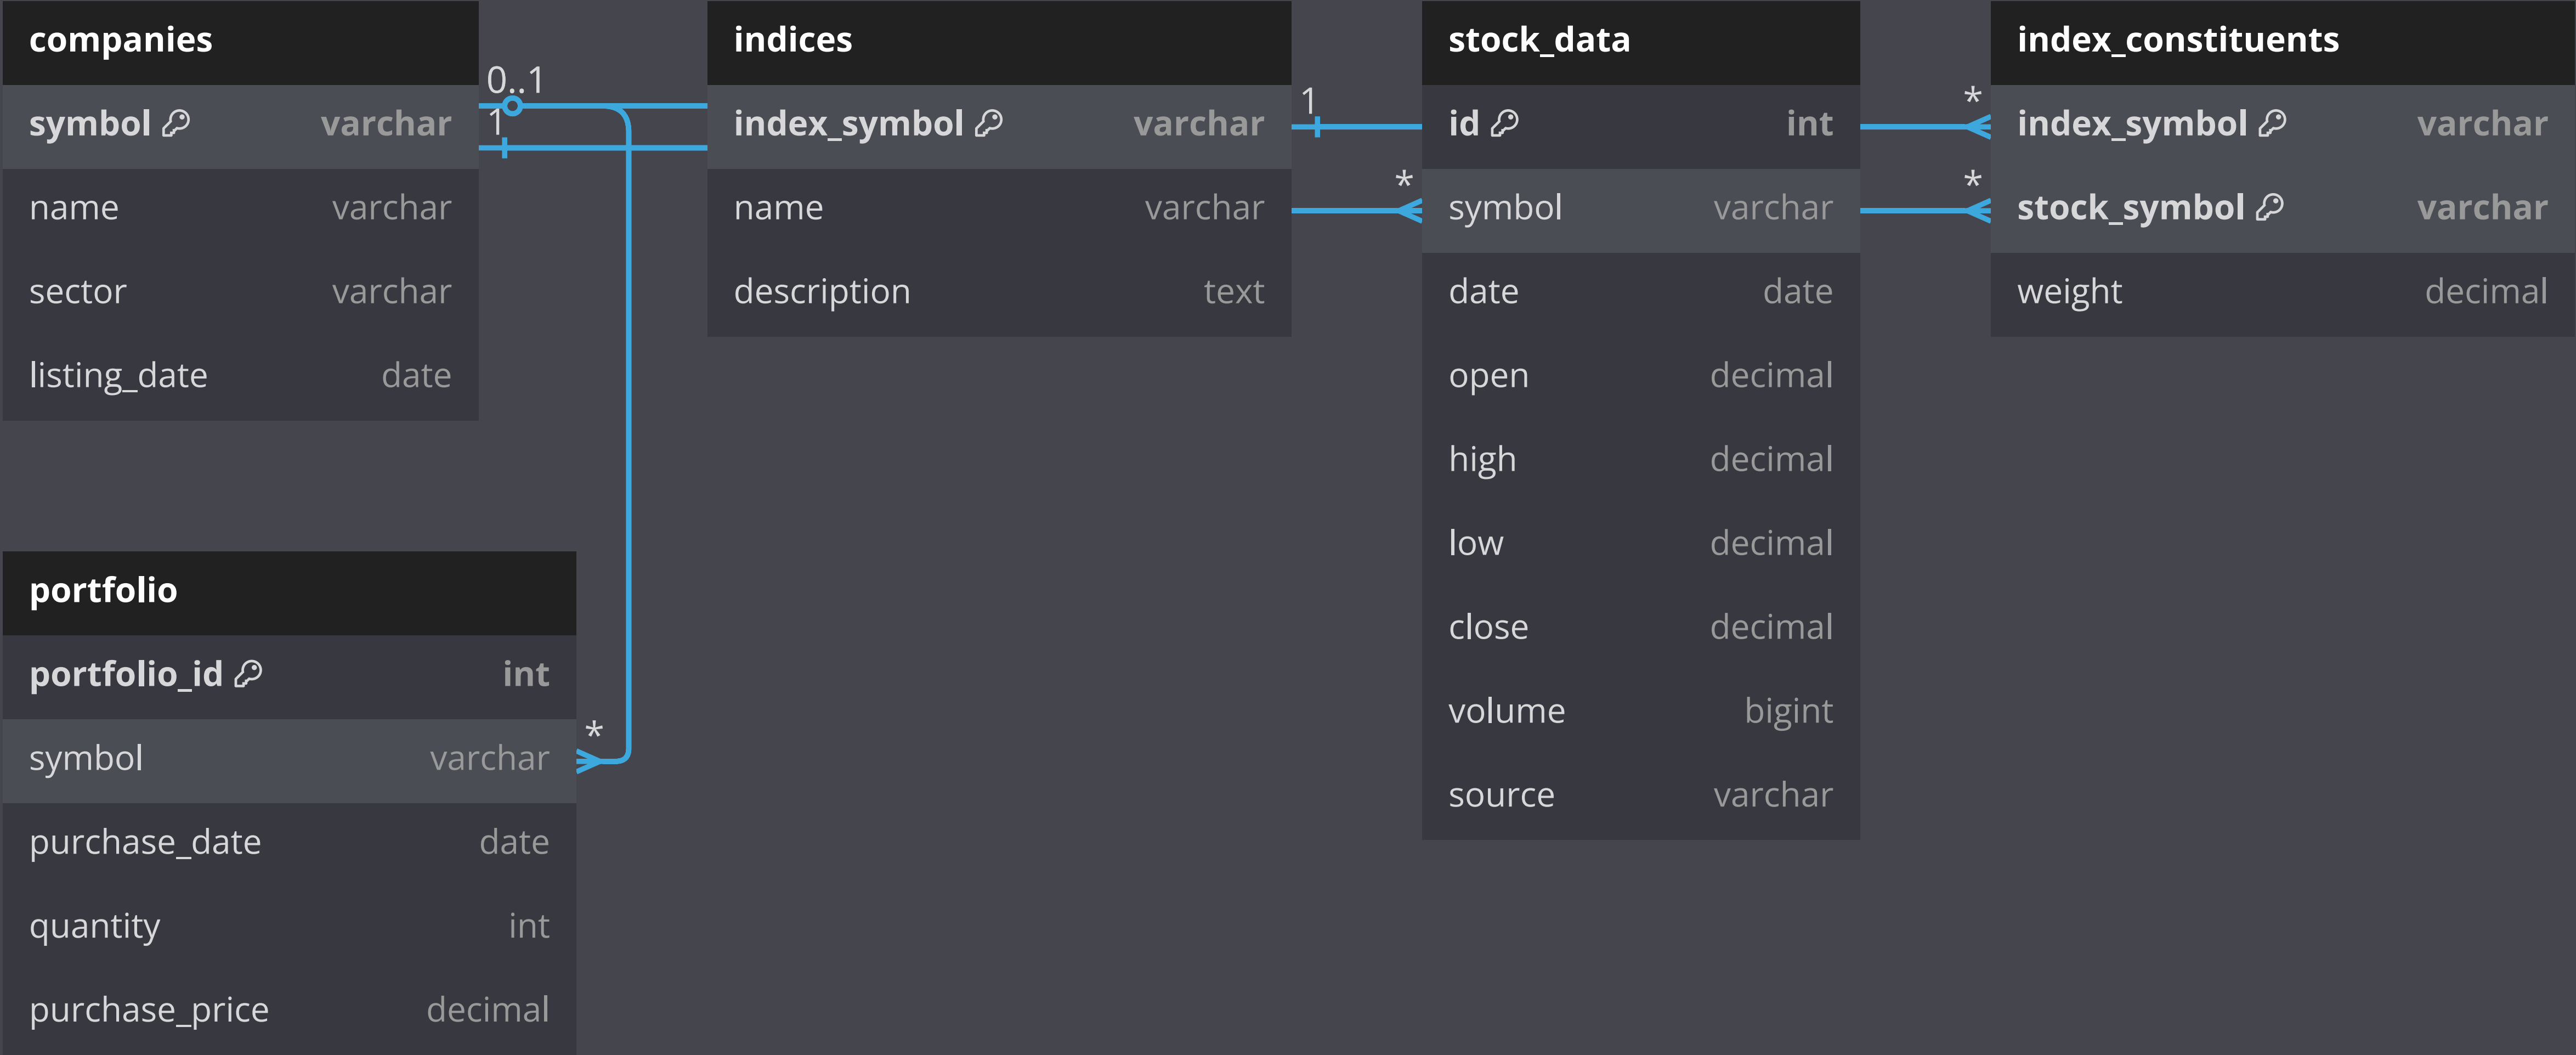 companies
0..1
1
symbol varchar
name varchar
sector varchar
listing_date date
indices
1
index_symbol varchar
name varchar
description text
*
stock_data
id int
symbol varchar
date date
open decimal
high decimal
low decimal
close decimal
volume bigint
source varchar
*
*
index_constituents
index_symbol varchar
stock_symbol varchar
weight decimal
portfolio
portfolio_id int
*
symbol varchar
purchase_date date
quantity int
purchase_price decimal